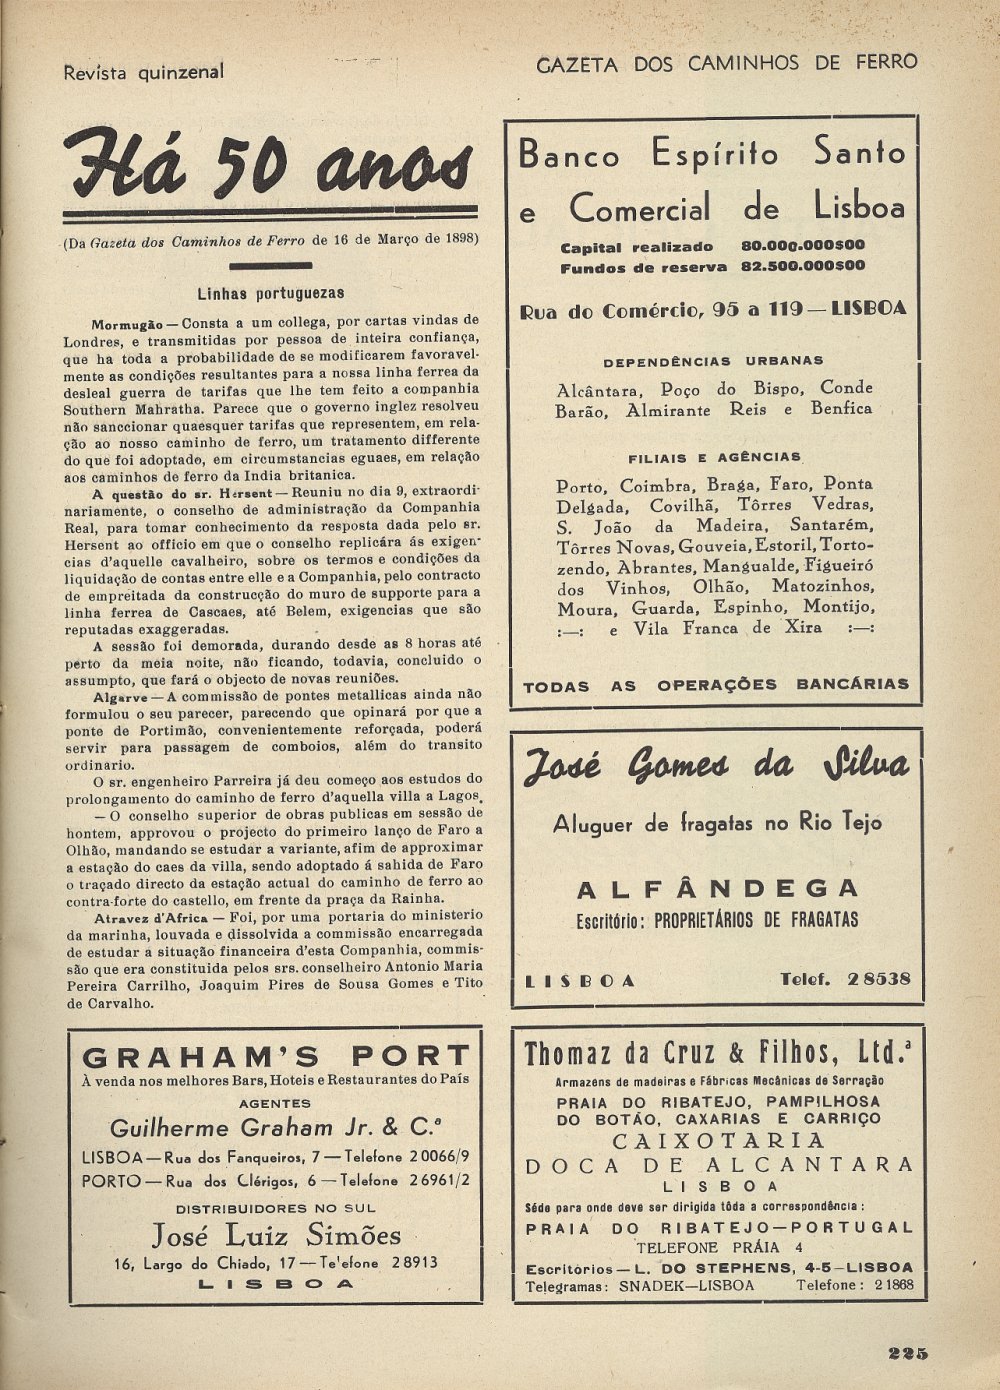 Revista quinzenal
GAZETA DOS CAMINHOS DE FERRO
Há 50 anos
(Da Gazeta dos Caminhos de Ferro de 16 de Março de 1898)
Linhas portuguezas
Mormugão — Consta a um collega, por cartas vindas de
Londres, e transmitidas por pessoa de inteira confiança,
que ha toda a probabilidade de se modificarem favoravel-
mente as condições resultantes para a nossa linha ferrea da
desleal guerra de tarifas que lhe tem feito a companhia
Southern Mahratha. Parece que o governo inglez resolveu
não sanccionar quaesquer tarifas que representem, em rela-
ção ao nosso caminho de ferro, um tratamento differente
do que foi adoptado, em circumstancias eguaes, em relação
aos caminhos de ferro da India britanica.
A questão do sr. Hersent — Reuniu no dia 9, extraordi-
nariamente, o conselho de administração da Companhia
Real, para tomar conhecimento da resposta dada pelo sr.
Hersent ao officio em que o conselho replicára ás exigen-
cias d'aquelle cavalheiro, sobre os termos e condições da
liquidação de contas entre elle e a Companhia, pelo contracto
de empreitada da construcção do muro de supporte para a
linha ferrea de Cascaes, até Belem, exigencias que são
reputadas exaggeradas.
A sessão foi demorada, durando desde as 8 horas até
perto da meia noite, não ficando, todavia, concluido o
assumpto, que fará o objecto de novas reuniões.
Algarve — A commissão de pontes metallicas ainda não
formulou o seu parecer, parecendo que opinará por que a
ponte de Portimão, convenientemente reforçada, poderá
servir para passagem de comboios, além do transito
ordinario.
O sr. engenheiro Parreira já deu começo aos estudos do
prolongamento do caminho de ferro d'aquella villa a Lagos.
— O conselho superior de obras publicas em sessão de
hontem, approvou o projecto do primeiro lanço de Faro a
Olhão, mandando se estudar a variante, afim de approximar
a estação do caes da villa, sendo adoptado á sahida de Faro
o traçado directo da estação actual do caminho de ferro ao
contra-forte do castello, em frente da praça da Rainha.
Atravez d'Africa — Foi, por uma portaria do ministerio
da marinha, louvada e dissolvida a commissão encarregada
de estudar a situação financeira d'esta Companhia, commis-
são que era constituida pelos srs. conselheiro Antonio Maria
Pereira Carrilho, Joaquim Pires de Sousa Gomes e Tito
de Carvalho.
GRAHAM'S PORT
À venda nos melhores Bars, Hoteis e Restaurantes do País
AGENTES
Guilherme Graham Jr. & C.ª
LISBOA — Rua dos Fanqueiros, 7 — Telefone 20066/9
PORTO — Rua dos Clérigos, 6 — Telefone 26961/2
DISTRIBUIDORES NO SUL
José Luiz Simões
16, Largo do Chiado, 17 — Te'efone 28913
LISBOA
Banco Espírito Santo
e Comercial de Lisboa
Capital realizado 80.000.000$00
Fundos de reserva 82.500.000$00
Rua do Comércio, 95 a 119 — LISBOA
DEPENDÊNCIAS URBANAS
Alcântara, Poço do Bispo, Conde
Barão, Almirante Reis e Benfica
FILIAIS E AGÊNCIAS
Porto, Coimbra, Braga, Faro, Ponta
Delgada, Covilhã, Tôrres Vedras,
S. João da Madeira, Santarém,
Tôrres Novas, Gouveia, Estoril, Torto-
zendo, Abrantes, Mangualde, Figueiró
dos Vinhos, Olhão, Matozinhos,
Moura, Guarda, Espinho, Montijo,
:—: e Vila Franca de Xira :—:
TODAS AS OPERAÇÕES BANCÁRIAS
José Gomes da Silva
Aluguer de fragatas no Rio Tejo
ALFÂNDEGA
Escritório: PROPRIETÁRIOS DE FRAGATAS
LISBOA Telef. 28538
Thomaz da Cruz & Filhos, Ltd.ª
Armazens de madeiras e Fábricas Mecânicas de Serração
PRAIA DO RIBATEJO, PAMPILHOSA
DO BOTÃO, CAXARIAS E CARRIÇO
CAIXOTARIA
DOCA DE ALCANTARA
LISBOA
Séde para onde deve ser dirigida tôda a correspondência:
PRAIA DO RIBATEJO—PORTUGAL
TELEFONE PRÁIA 4
Escritórios — L. DO STEPHENS, 4-5 — LISBOA
Telegramas: SNADEK—LISBOA Telefone: 21868
225